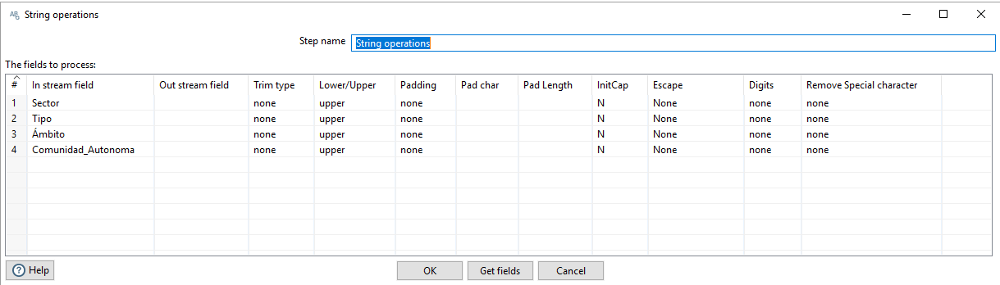 String operations
Step name String operations
The fields to process:
# In stream field Out stream field Trim type Lower/Upper Padding Pad char Pad Length InitCap Escape Digits Remove Special character
1 Sector none upper none N None none none
2 Tipo none upper none N None none none
3 Ámbito none upper none N None none none
4 Comunidad_Autonoma none upper none N None none none
Help OK Get fields Cancel